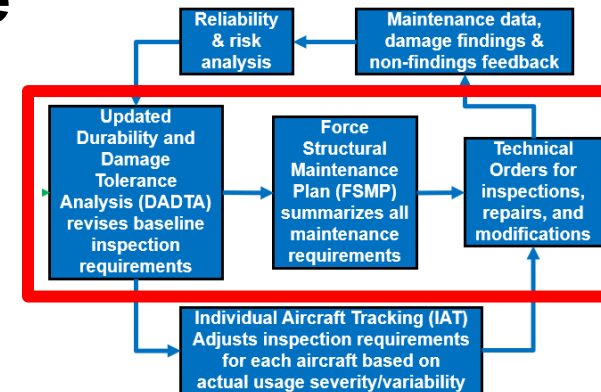 Reliability
& risk
analysis
Maintenance data,
damage findings &
non-findings feedback
Updated
Durability and
Damage
Tolerance
Analysis (DADTA)
revises baseline
inspection
requirements
Force
Structural
Maintenance
Plan (FSMP)
summarizes all
maintenance
requirements
Technical
Orders for
inspections,
repairs, and
modifications
Individual Aircraft Tracking (IAT)
Adjusts inspection requirements
for each aircraft based on
actual usage severity/variability